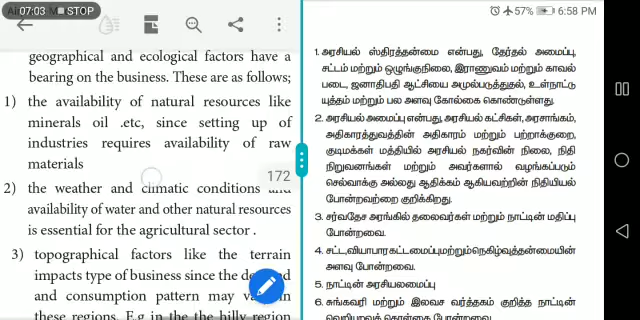 07:03 STOP
57% 6:58 PM
geographical and ecological factors have a
bearing on the business. These are as follows;
1) the availability of natural resources like
minerals oil .etc, since setting up of
industries requires availability of raw
materials
172
2) the weather and climatic conditions and
availability of water and other natural resources
is essential for the agricultural sector .
3) topographical factors like the terrain
impacts type of business since the
and consumption pattern may in
these regions. E.g in the the hilly region
1. அரசியல் ஸ்திரத்தன்மை என்பது, தேர்தல் அமைப்பு,
சட்டம் மற்றும் ஒழுங்குநிலை, இராணுவம் மற்றும் காவல்
படை, ஜனாதிபதி ஆட்சியை அமுல்படுத்துதல், உள்நாட்டு
யுத்தம் மற்றும் பல அளவு கோல்கை கொண்டுள்ளது.
2. அரசியல் அமைப்பு என்பது, அரசியல் கட்சிகள், அரசாங்கம்,
அதிகாரத்துவத்தின் அதிகாரம் மற்றும் பற்றாக்குறை,
குடிமக்கள் மத்தியில் அரசியல் நகர்வின் நிலை, நிதி
நிறுவனங்கள் மற்றும் அவர்களால் வழங்கப்படும்
செல்வாக்கு அல்லது ஆதிக்கம் ஆகியவற்றின் நிதியியல்
போன்றவற்றை குறிக்கிறது.
3. சர்வதேச அரங்கில் தலைவர்கள் மற்றும் நாட்டின் மதிப்பு
போன்றவை.
4. சட்ட, வியாபார கட்டமைப்பு மற்றும் நெகிழ்வுத்தன்மையின்
அளவு போன்றவை.
5. நாட்டின் அரசியலமைப்பு
6. சுங்கவரி மற்றும் இலவச வர்த்தகம் குறித்த நாட்டின்
வெளியுறவுக் கொள்கை போன்றவை